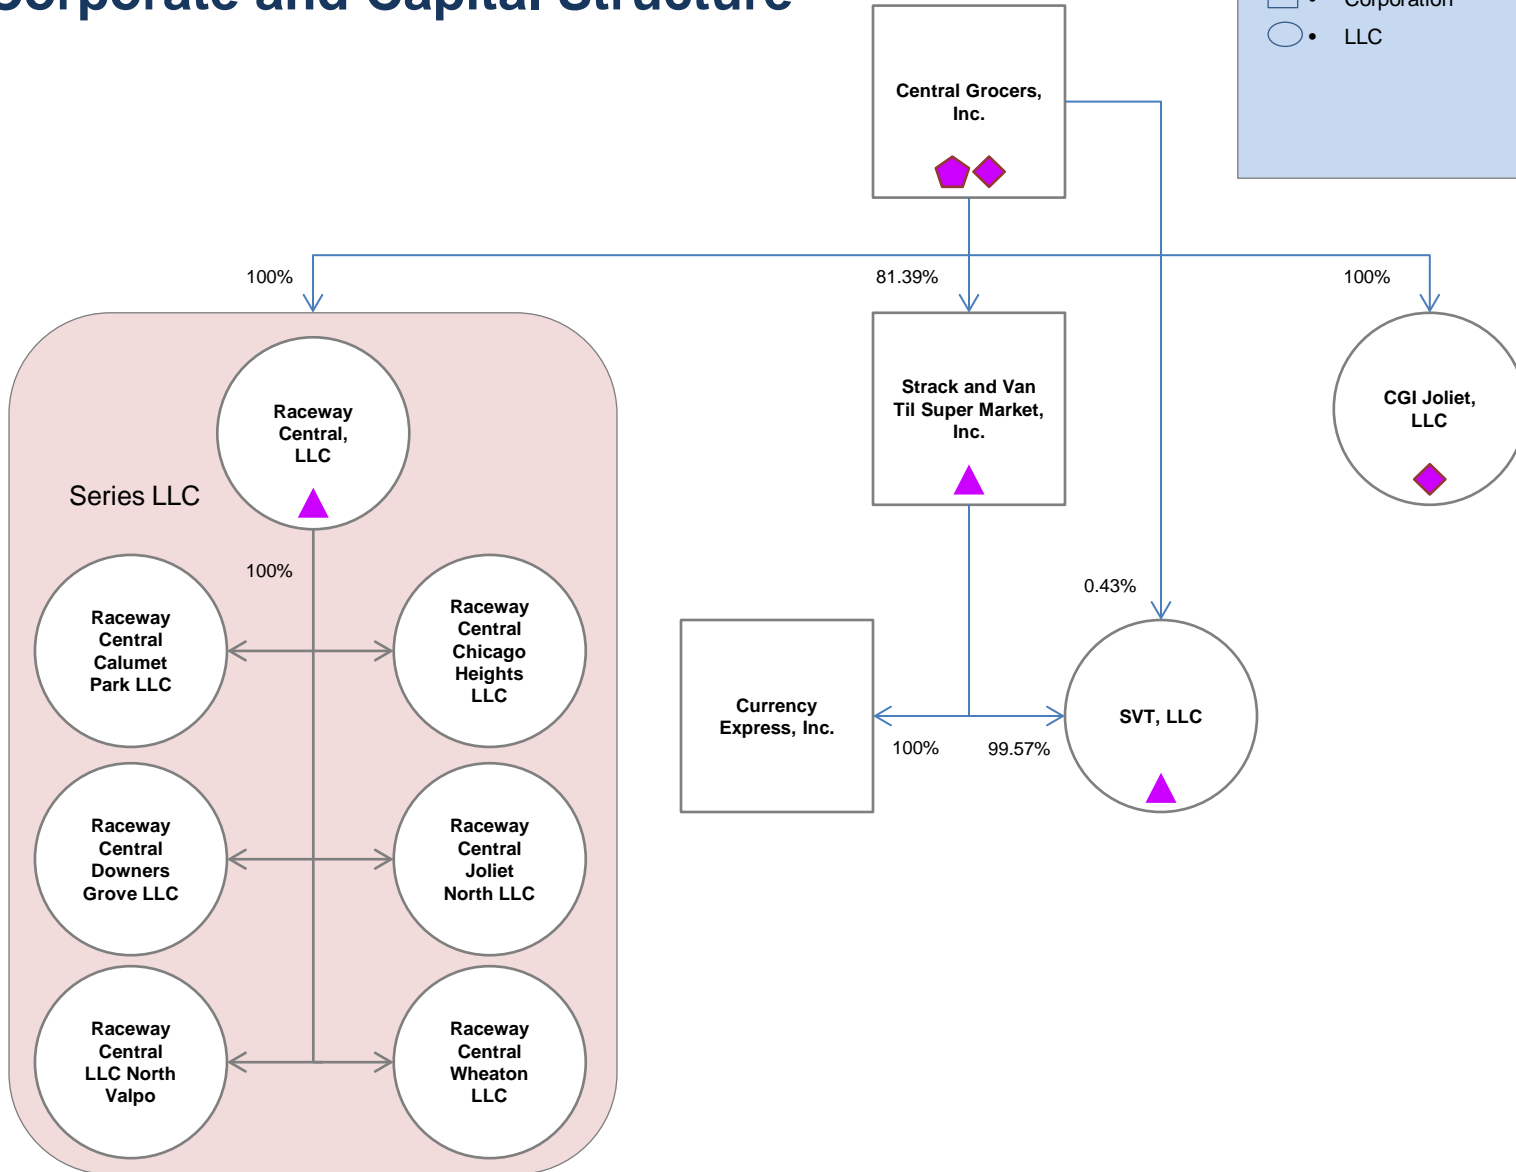 Corporate and Capital Structure
• Corporation
• LLC
Central Grocers,
Inc.
100%
81.39%
100%
Raceway
Central,
LLC
Strack and Van
Til Super Market,
Inc.
CGI Joliet,
LLC
Series LLC
100%
0.43%
Raceway
Central
Calumet
Park LLC
Raceway
Central
Chicago
Heights
LLC
Currency
Express, Inc.
SVT, LLC
100%
99.57%
Raceway
Central
Downers
Grove LLC
Raceway
Central
Joliet
North LLC
Raceway
Central
LLC North
Valpo
Raceway
Central
Wheaton
LLC